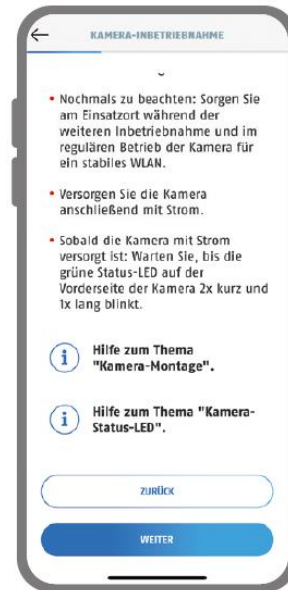 KAMERA-INBETRIEBNAHME
• Nochmals zu beachten: Sorgen Sie
am Einsatzort während der
weiteren Inbetriebnahme und im
regulären Betrieb der Kamera für
ein stabiles WLAN.
• Versorgen Sie die Kamera
anschließend mit Strom.
• Sobald die Kamera mit Strom
versorgt ist: Warten Sie, bis die
grüne Status-LED auf der
Vorderseite der Kamera 2x kurz und
1x lang blinkt.
Hilfe zum Thema
"Kamera-Montage".
Hilfe zum Thema "Kamera-
Status-LED".
ZURÜCK
WEITER